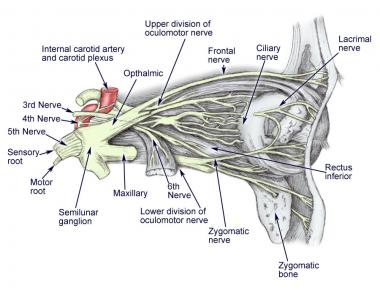 Upper division of
oculomotor nerve
Internal carotid artery
and carotid plexus
Opthalmic
Frontal
nerve
Ciliary
nerve
Lacrimal
nerve
3rd Nerve
4th Nerve
5th Nerve
Sensory
root
Motor
root
Semilunar
ganglion
Maxillary
6th
Nerve
Lower division of
oculomotor nerve
Zygomatic
nerve
Rectus
inferior
Zygomatic
bone